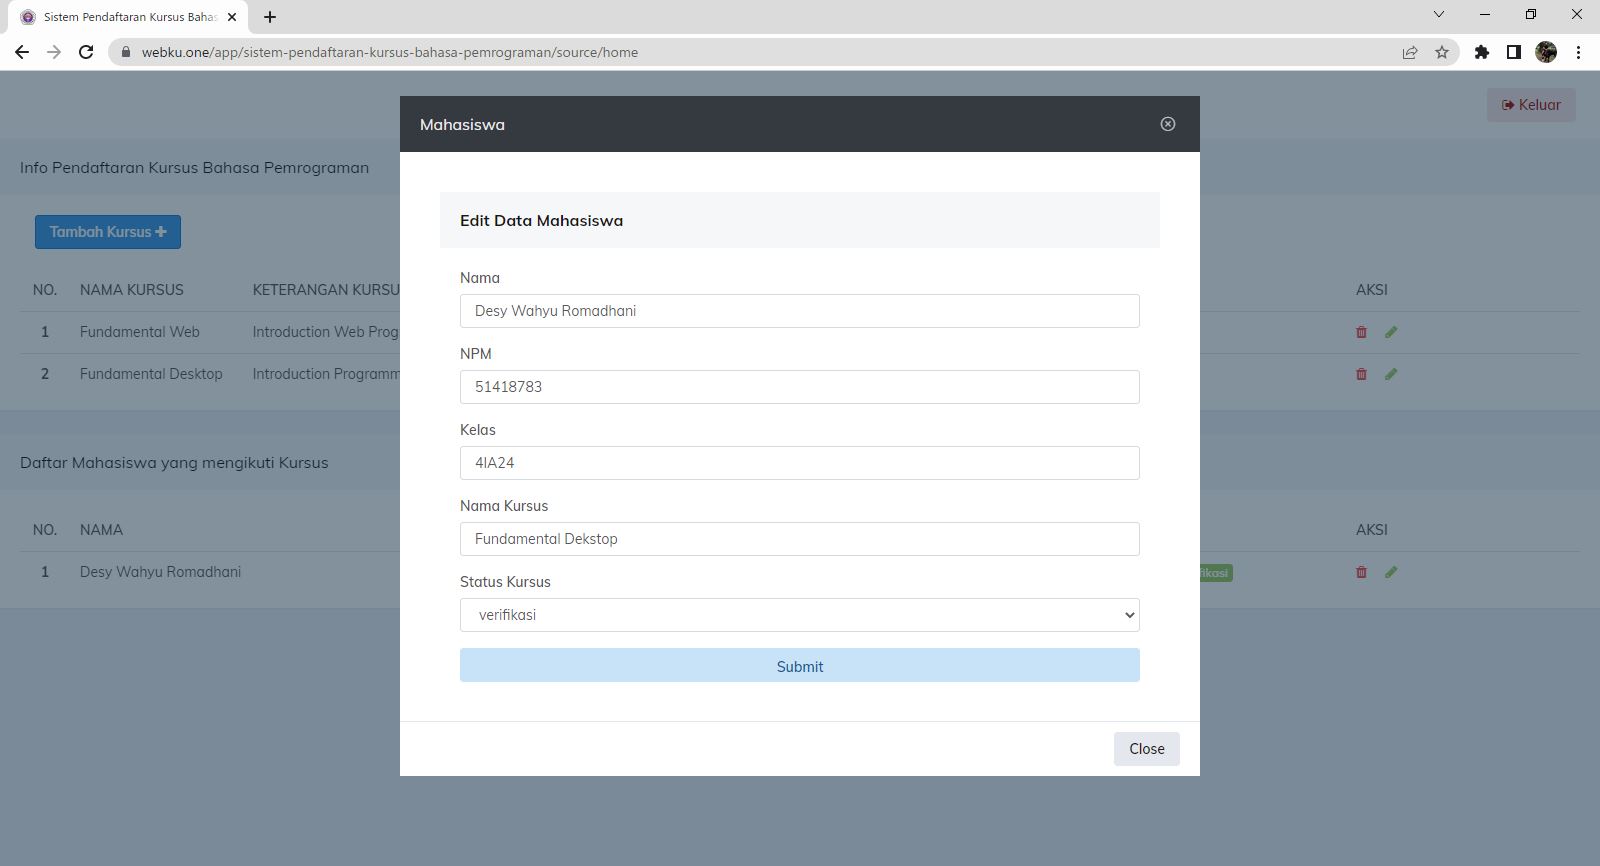 Sistem Pendaftaran Kursus Bahas
webku.one/app/sistem-pendaftaran-kursus-bahasa-pemrograman/source/home
Keluar
Info Pendaftaran Kursus Bahasa Pemrograman
Tambah Kursus
NO. NAMA KURSUS KETERANGAN KURSU AKSI
1 Fundamental Web Introduction Web Prog
2 Fundamental Desktop Introduction Programm
Daftar Mahasiswa yang mengikuti Kursus
NO. NAMA AKSI
1 Desy Wahyu Romadhani fikasi
Mahasiswa
Edit Data Mahasiswa
Nama
Desy Wahyu Romadhani
NPM
51418783
Kelas
4IA24
Nama Kursus
Fundamental Dekstop
Status Kursus
verifikasi
Submit
Close